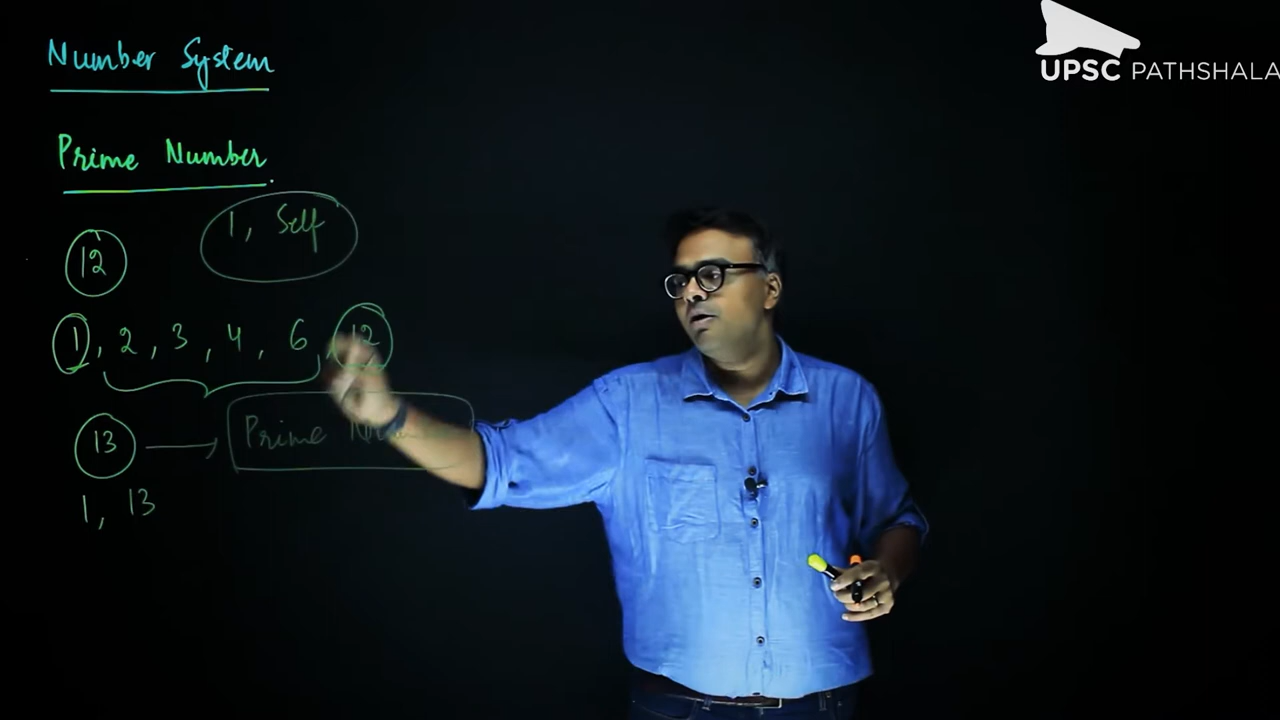 UPSC PATHSHALA
Number System
Prime Number
1, Self
12
1, 2, 3, 4, 6, 12
13 → Prime
1, 13